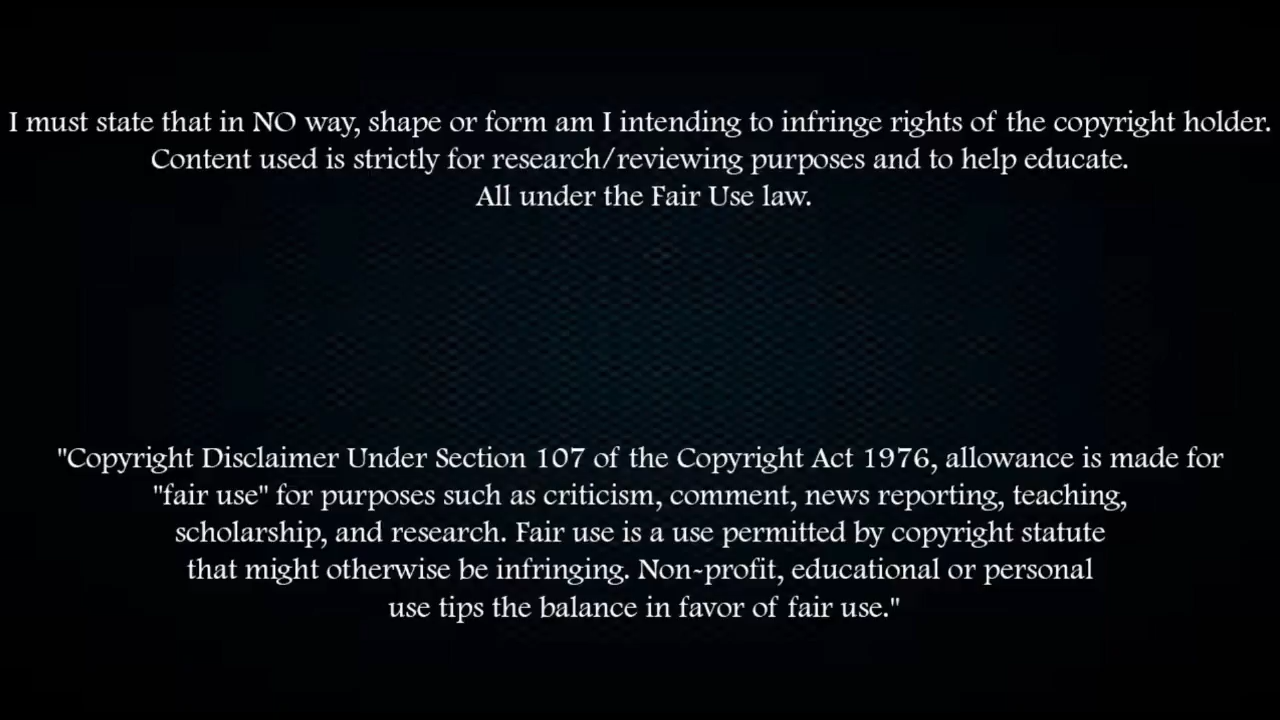 I must state that in NO way, shape or form am I intending to infringe rights of the copyright holder.
Content used is strictly for research/reviewing purposes and to help educate.
All under the Fair Use law.
"Copyright Disclaimer Under Section 107 of the Copyright Act 1976, allowance is made for
"fair use" for purposes such as criticism, comment, news reporting, teaching,
scholarship, and research. Fair use is a use permitted by copyright statute
that might otherwise be infringing. Non-profit, educational or personal
use tips the balance in favor of fair use."